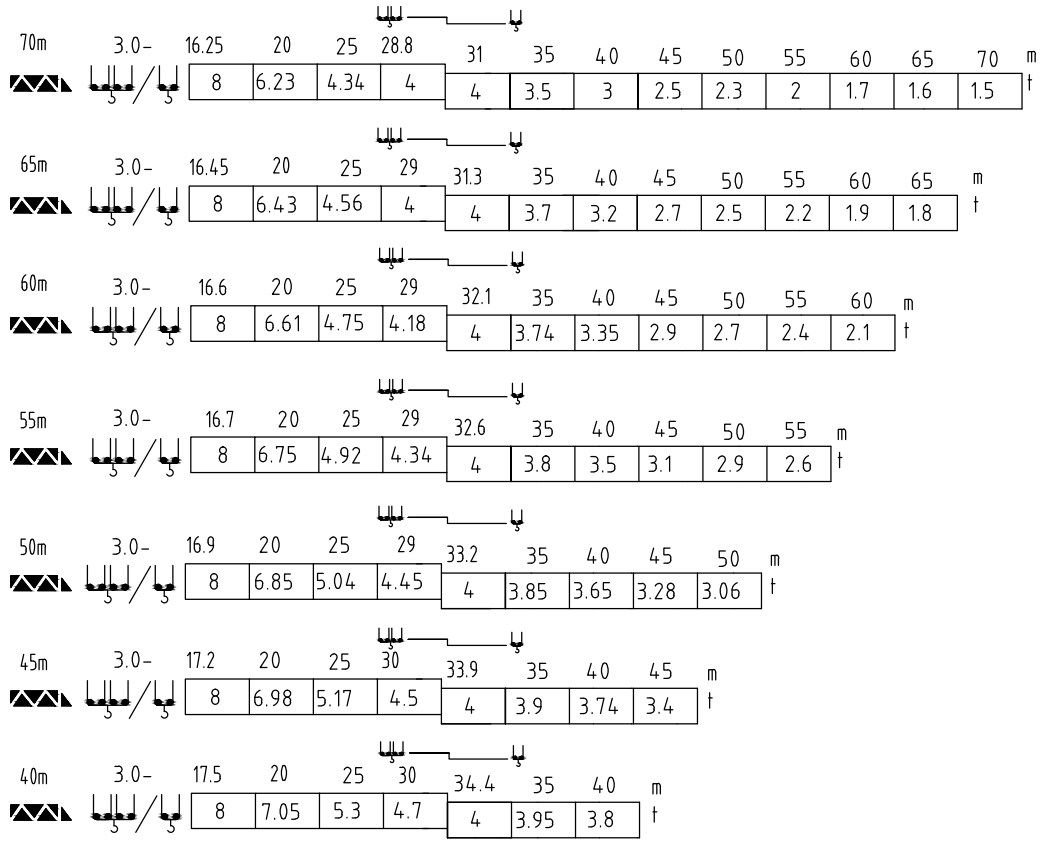 70m 3.0- 16.25 20 25 28.8 31 35 40 45 50 55 60 65 70 m
8 6.23 4.34 4 4 3.5 3 2.5 2.3 2 1.7 1.6 1.5 t
65m 3.0- 16.45 20 25 29 31.3 35 40 45 50 55 60 65 m
8 6.43 4.56 4 4 3.7 3.2 2.7 2.5 2.2 1.9 1.8 t
60m 3.0- 16.6 20 25 29 32.1 35 40 45 50 55 60 m
8 6.61 4.75 4.18 4 3.74 3.35 2.9 2.7 2.4 2.1 t
55m 3.0- 16.7 20 25 29 32.6 35 40 45 50 55 m
8 6.75 4.92 4.34 4 3.8 3.5 3.1 2.9 2.6 t
50m 3.0- 16.9 20 25 29 33.2 35 40 45 50 m
8 6.85 5.04 4.45 4 3.85 3.65 3.28 3.06 t
45m 3.0- 17.2 20 25 30 33.9 35 40 45 m
8 6.98 5.17 4.5 4 3.9 3.74 3.4 t
40m 3.0- 17.5 20 25 30 34.4 35 40 m
8 7.05 5.3 4.7 4 3.95 3.8 t